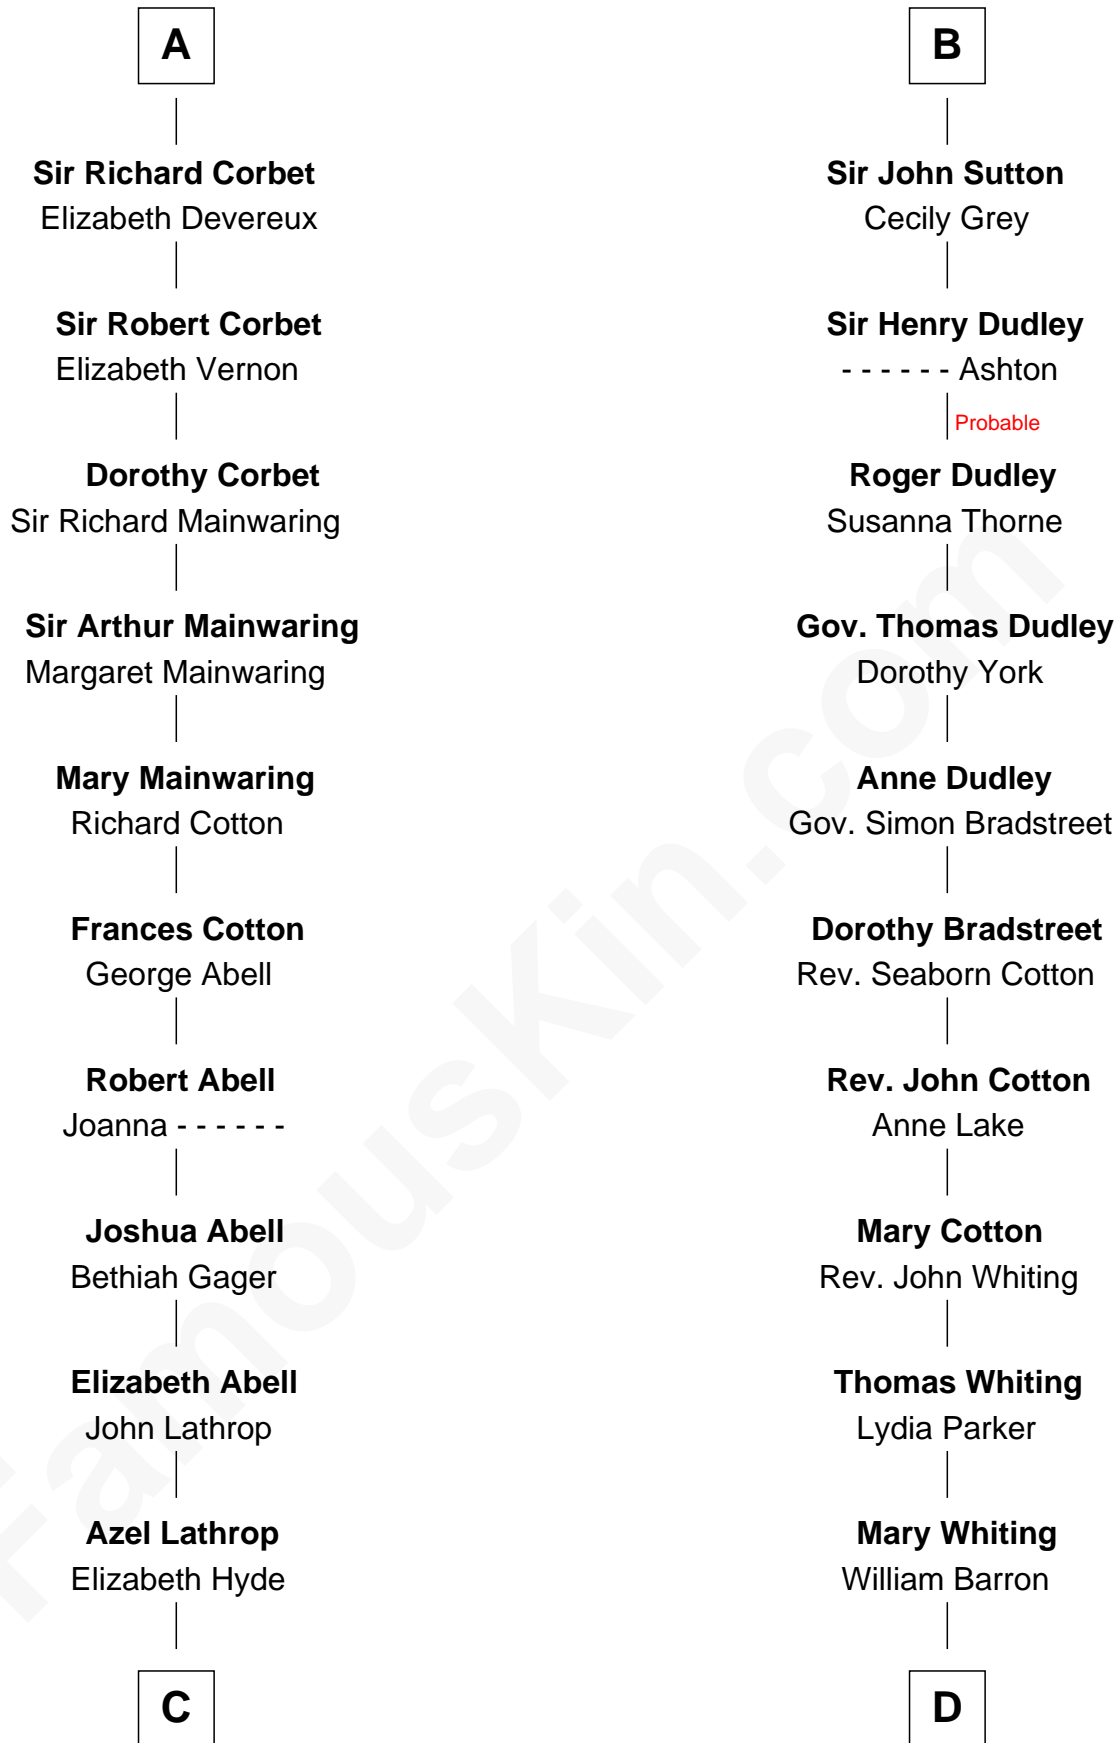 A
Sir Richard Corbet
Elizabeth Devereux
Sir Robert Corbet
Elizabeth Vernon
Dorothy Corbet
Sir Richard Mainwaring
Sir Arthur Mainwaring
Margaret Mainwaring
Mary Mainwaring
Richard Cotton
Frances Cotton
George Abell
Robert Abell
Joanna - - - - - -
Joshua Abell
Bethiah Gager
Elizabeth Abell
John Lathrop
Azel Lathrop
Elizabeth Hyde
C
B
Sir John Sutton
Cecily Grey
Sir Henry Dudley
- - - - - - Ashton
Probable
Roger Dudley
Susanna Thorne
Gov. Thomas Dudley
Dorothy York
Anne Dudley
Gov. Simon Bradstreet
Dorothy Bradstreet
Rev. Seaborn Cotton
Rev. John Cotton
Anne Lake
Mary Cotton
Rev. John Whiting
Thomas Whiting
Lydia Parker
Mary Whiting
William Barron
D
FamousKin.com